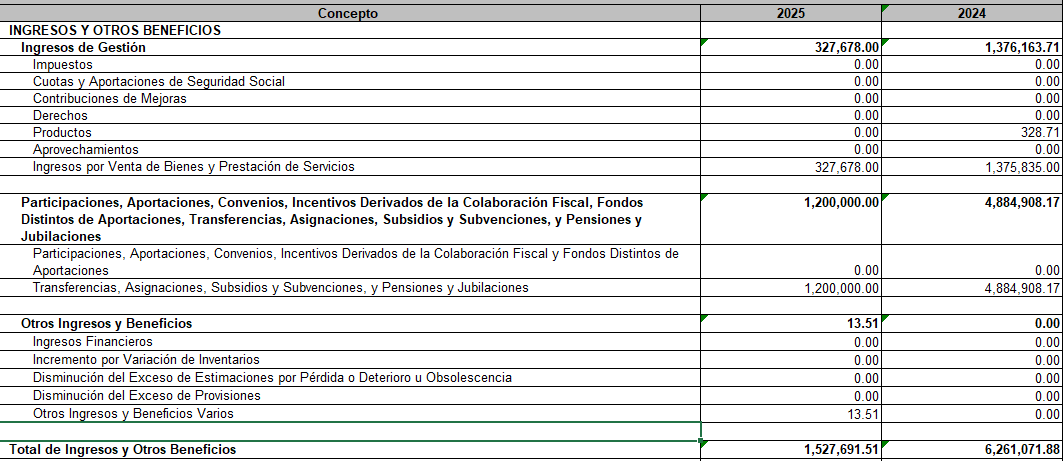 Concepto 2025 2024
INGRESOS Y OTROS BENEFICIOS
Ingresos de Gestión 327,678.00 1,376,163.71
Impuestos 0.00 0.00
Cuotas y Aportaciones de Seguridad Social 0.00 0.00
Contribuciones de Mejoras 0.00 0.00
Derechos 0.00 0.00
Productos 0.00 328.71
Aprovechamientos 0.00 0.00
Ingresos por Venta de Bienes y Prestación de Servicios 327,678.00 1,375,835.00
Participaciones, Aportaciones, Convenios, Incentivos Derivados de la Colaboración Fiscal, Fondos 1,200,000.00 4,884,908.17
Distintos de Aportaciones, Transferencias, Asignaciones, Subsidios y Subvenciones, y Pensiones y
Jubilaciones
Participaciones, Aportaciones, Convenios, Incentivos Derivados de la Colaboración Fiscal y Fondos Distintos de
Aportaciones 0.00 0.00
Transferencias, Asignaciones, Subsidios y Subvenciones, y Pensiones y Jubilaciones 1,200,000.00 4,884,908.17
Otros Ingresos y Beneficios 13.51 0.00
Ingresos Financieros 0.00 0.00
Incremento por Variación de Inventarios 0.00 0.00
Disminución del Exceso de Estimaciones por Pérdida o Deterioro u Obsolescencia 0.00 0.00
Disminución del Exceso de Provisiones 0.00 0.00
Otros Ingresos y Beneficios Varios 13.51 0.00
Total de Ingresos y Otros Beneficios 1,527,691.51 6,261,071.88